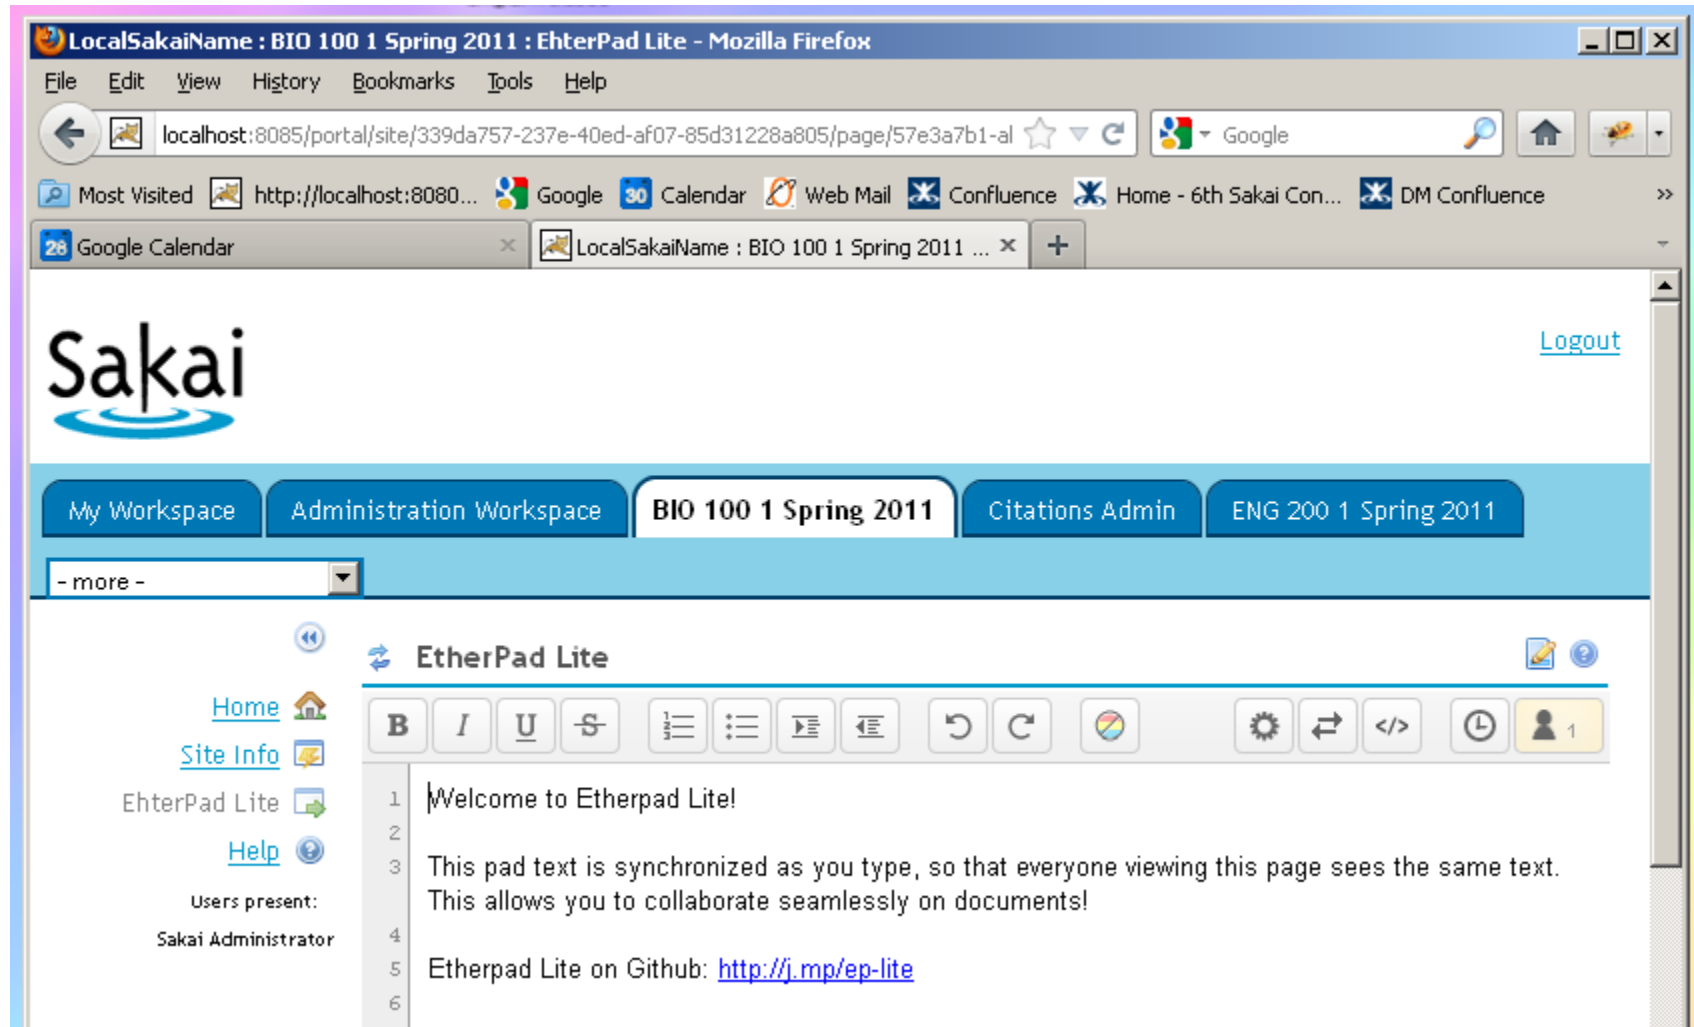 LocalSakaiName : BIO 100 1 Spring 2011 : EhterPad Lite - Mozilla Firefox
File Edit View History Bookmarks Tools Help
localhost:8085/portal/site/339da757-237e-40ed-af07-85d31228a805/page/57e3a7b1-al Google
Most Visited http://localhost:8080... Google 30 Calendar Web Mail Confluence Home - 6th Sakai Con... DM Confluence »
28 Google Calendar LocalSakaiName : BIO 100 1 Spring 2011 ...
Sakai
Logout
My Workspace Administration Workspace BIO 100 1 Spring 2011 Citations Admin ENG 200 1 Spring 2011
- more -
EtherPad Lite
Home
Site Info
EhterPad Lite
Help
Users present:
Sakai Administrator
B I U S </> 1
1 Welcome to Etherpad Lite!
2
3 This pad text is synchronized as you type, so that everyone viewing this page sees the same text.
This allows you to collaborate seamlessly on documents!
4
5 Etherpad Lite on Github: http://j.mp/ep-lite
6